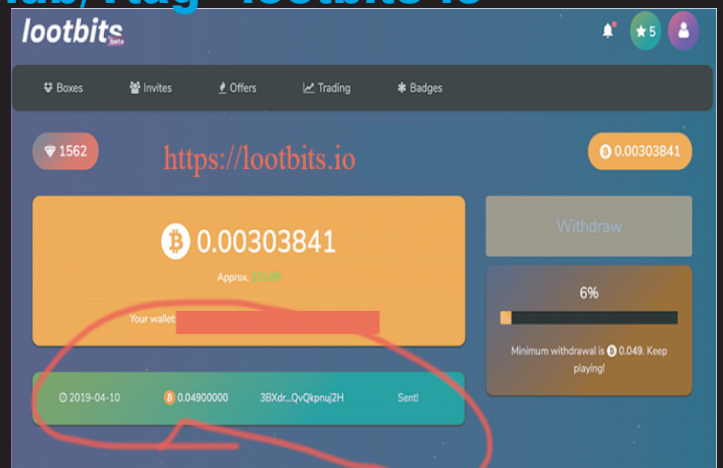 lootbits
beta
5
Boxes
Invites
Offers
Trading
Badges
1562
https://lootbits.io
0.00303841
0.00303841
Approx.
Your wallet:
Withdraw
6%
Minimum withdrawal is 0.049. Keep
playing!
2019-04-10 0.04900000 3BXdr...QvQkpnuj2H Sent!